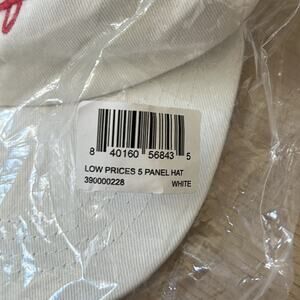 8 40160 56843 5
LOW PRICES 5 PANEL HAT
390000228 WHITE